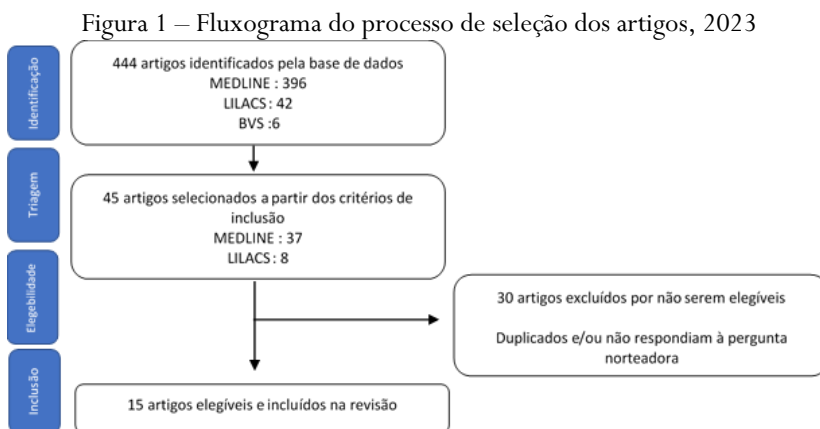 Figura 1 – Fluxograma do processo de seleção dos artigos, 2023
Identificação
444 artigos identificados pela base de dados
MEDLINE : 396
LILACS : 42
BVS :6
Triagem
45 artigos selecionados a partir dos critérios de
inclusão
MEDLINE : 37
LILACS : 8
Elegebilidade
30 artigos excluídos por não serem elegíveis
Duplicados e/ou não respondiam à pergunta
norteadora
Inclusão
15 artigos elegíveis e incluídos na revisão